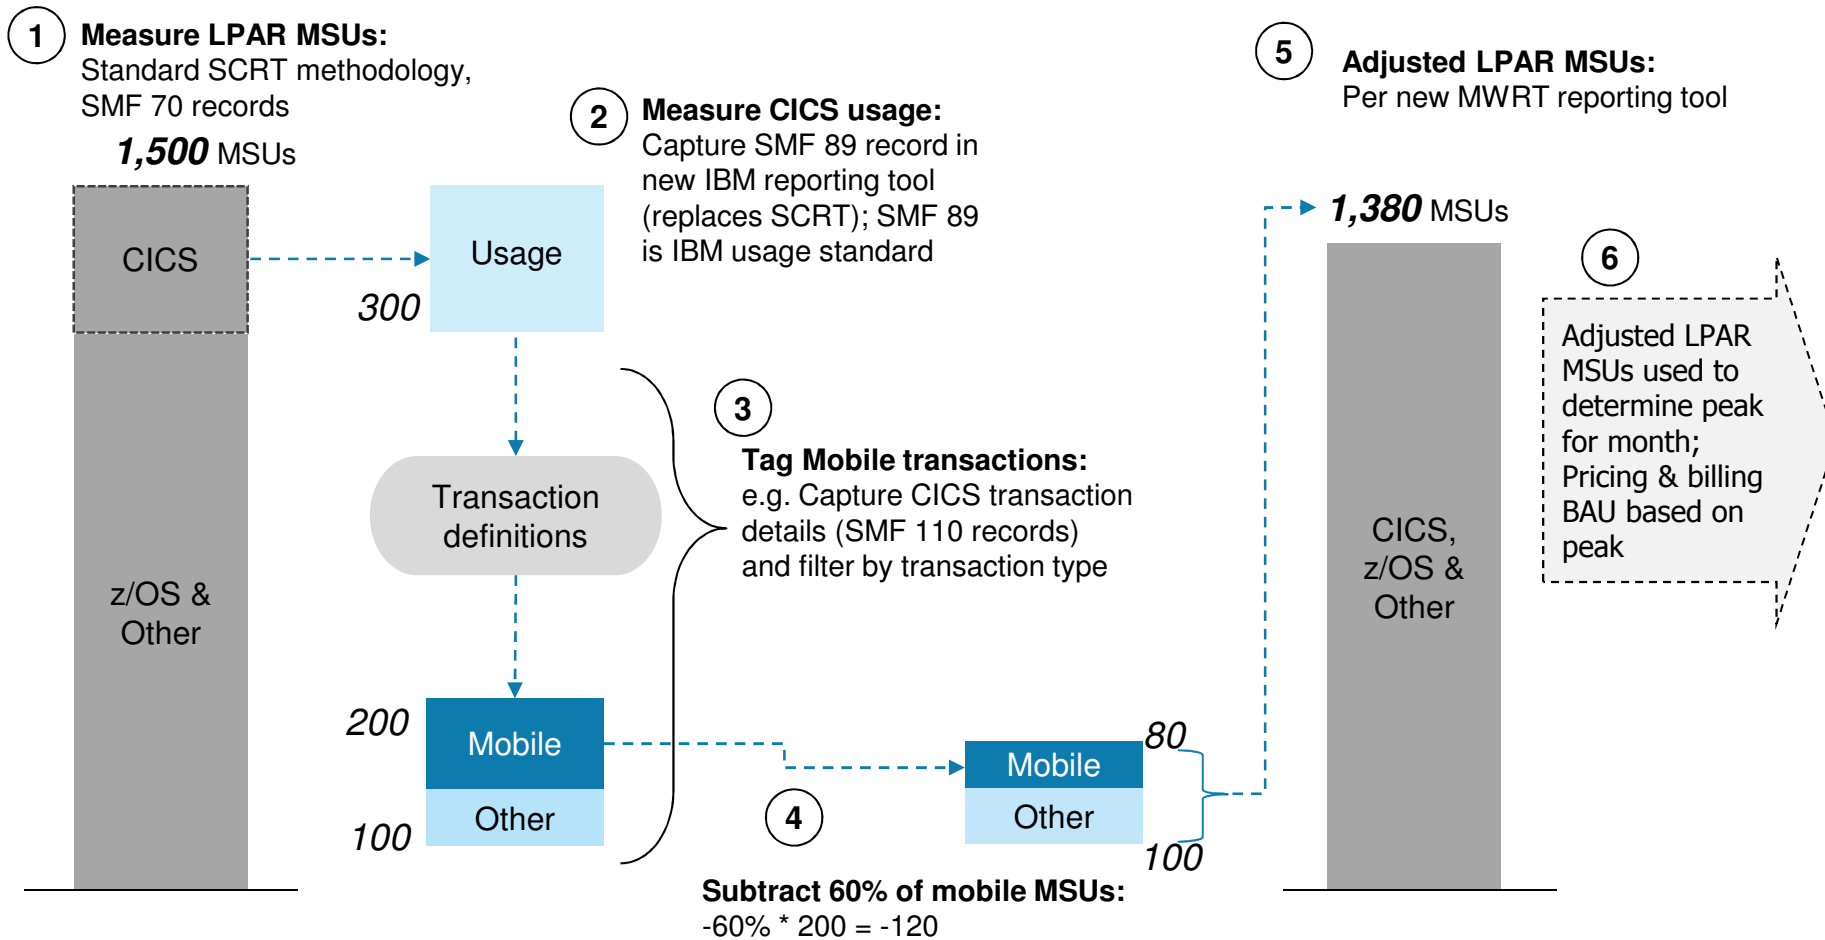 1
Measure LPAR MSUs:
Standard SCRT methodology,
SMF 70 records
1,500 MSUs
CICS
z/OS &
Other
2
Measure CICS usage:
Capture SMF 89 record in
new IBM reporting tool
(replaces SCRT); SMF 89
is IBM usage standard
Usage
300
Transaction
definitions
3
Tag Mobile transactions:
e.g. Capture CICS transaction
details (SMF 110 records)
and filter by transaction type
200
Mobile
Other
100
4
Subtract 60% of mobile MSUs:
-60% * 200 = -120
80
Mobile
Other
100
5
Adjusted LPAR MSUs:
Per new MWRT reporting tool
1,380 MSUs
CICS,
z/OS &
Other
6
Adjusted LPAR
MSUs used to
determine peak
for month;
Pricing & billing
BAU based on
peak